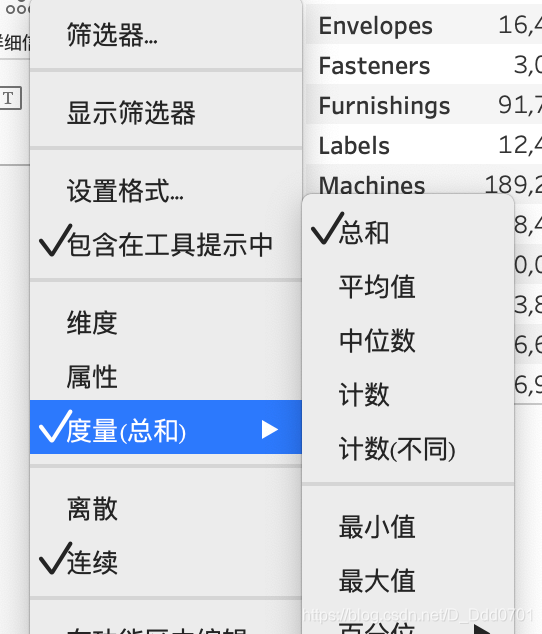 筛选器...
显示筛选器
设置格式...
包含在工具提示中
维度
属性
度量(总和)
离散
连续
总和
平均值
中位数
计数
计数(不同)
最小值
最大值
百分位
Envelopes 16,4
Fasteners 3,0
Furnishings 91,7
Labels 12,4
Machines 189,2
8,4
0,0
3,8
6,6
6,9
T
https://blog.csdn.net/D_Ddd0701